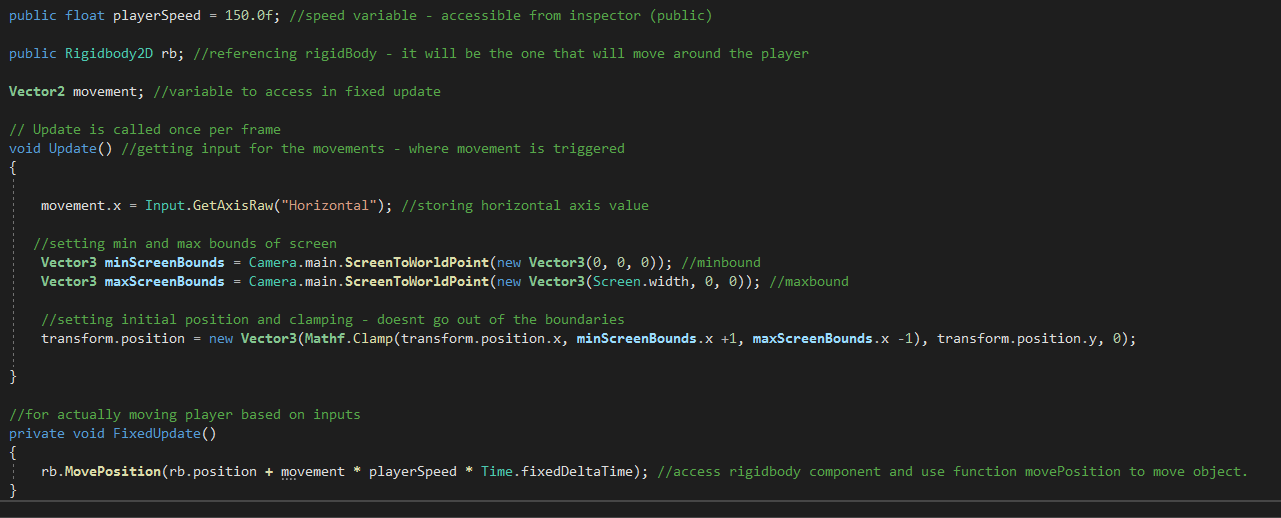 public float playerSpeed = 150.0f; //speed variable - accessible from inspector (public)
public Rigidbody2D rb; //referencing rigidBody - it will be the one that will move around the player
Vector2 movement; //variable to access in fixed update
// Update is called once per frame
void Update() //getting input for the movements - where movement is triggered
{
movement.x = Input.GetAxisRaw("Horizontal"); //storing horizontal axis value
//setting min and max bounds of screen
Vector3 minScreenBounds = Camera.main.ScreenToWorldPoint(new Vector3(0, 0, 0)); //minbound
Vector3 maxScreenBounds = Camera.main.ScreenToWorldPoint(new Vector3(Screen.width, 0, 0)); //maxbound
//setting initial position and clamping - doesnt go out of the boundaries
transform.position = new Vector3(Mathf.Clamp(transform.position.x, minScreenBounds.x +1, maxScreenBounds.x -1), transform.position.y, 0);
}
//for actually moving player based on inputs
private void FixedUpdate()
{
rb.MovePosition(rb.position + movement * playerSpeed * Time.fixedDeltaTime); //access rigidbody component and use function movePosition to move object.
}